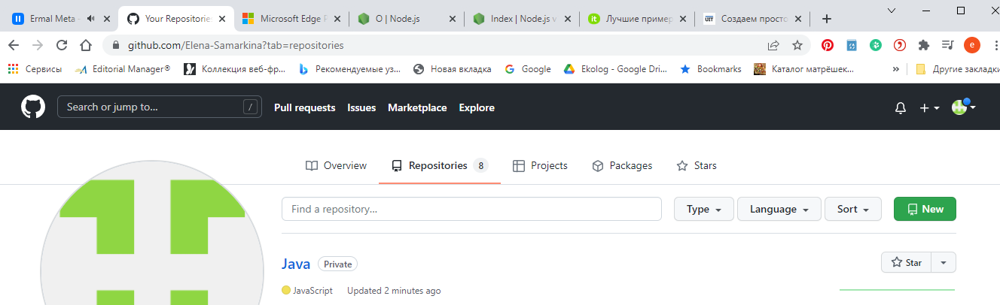 Ermal Meta -
Your Repositories
Microsoft Edge
O | Node.js
Index | Node.js v
Лучшие пример
Создаем просто
github.com/Elena-Samarkina?tab=repositories
e
Сервисы
Editorial Manager®
Коллекция веб-фр...
Рекомендуемые уз...
Новая вкладка
Google
Ekolog - Google Dri...
Bookmarks
Каталог матрёшек...
»
Другие закладки
Search or jump to...
/
Pull requests
Issues
Marketplace
Explore
Overview
Repositories 8
Projects
Packages
Stars
Find a repository...
Type
Language
Sort
New
Java
Private
Star
JavaScript
Updated 2 minutes ago